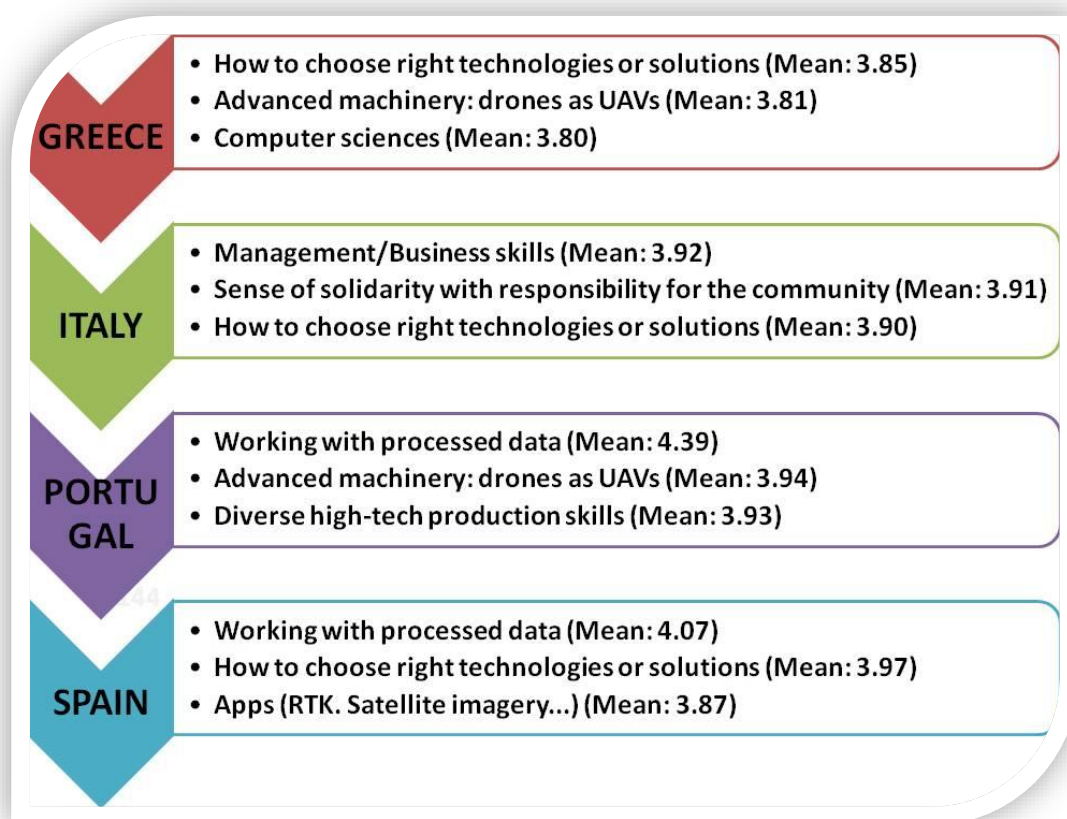 GREECE
• How to choose right technologies or solutions (Mean: 3.85)
• Advanced machinery: drones as UAVs (Mean: 3.81)
• Computer sciences (Mean: 3.80)
ITALY
• Management/Business skills (Mean: 3.92)
• Sense of solidarity with responsibility for the community (Mean: 3.91)
• How to choose right technologies or solutions (Mean: 3.90)
PORTU
GAL
• Working with processed data (Mean: 4.39)
• Advanced machinery: drones as UAVs (Mean: 3.94)
• Diverse high-tech production skills (Mean: 3.93)
SPAIN
• Working with processed data (Mean: 4.07)
• How to choose right technologies or solutions (Mean: 3.97)
• Apps (RTK. Satellite imagery...) (Mean: 3.87)